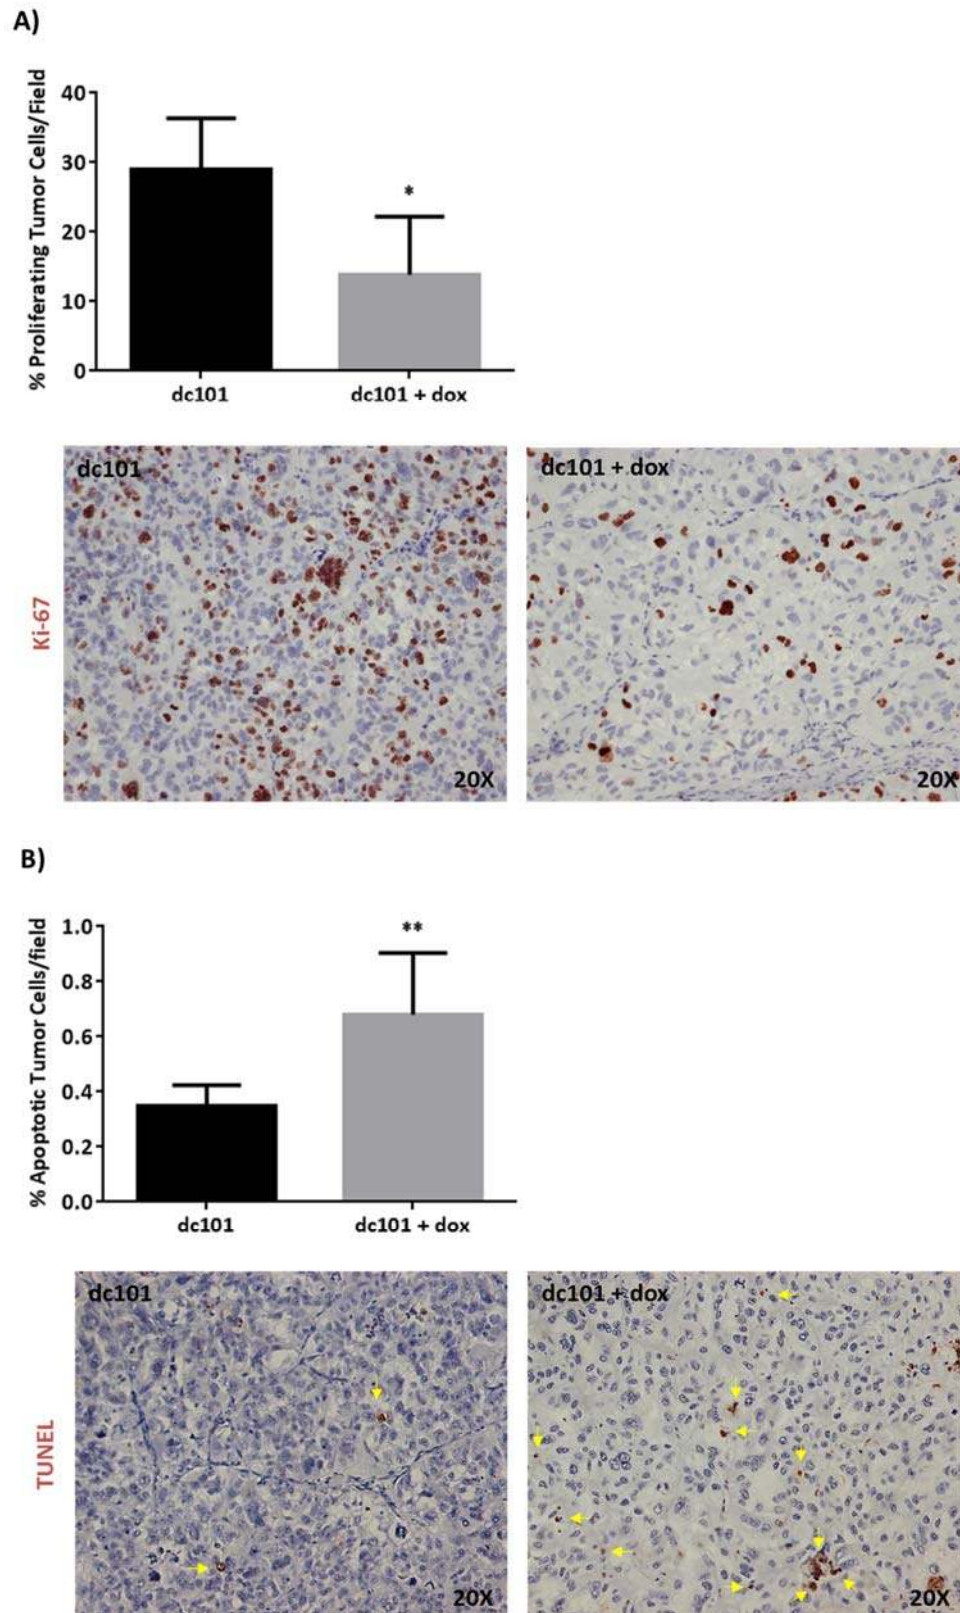 A)
% Proliferating Tumor Cells/Field
40
30
20
10
0
*
dc101
dc101 + dox
Ki-67
dc101
20X
dc101 + dox
20X
B)
% Apoptotic Tumor Cells/field
1.0
0.8
0.6
0.4
0.2
0.0
**
dc101
dc101 + dox
TUNEL
dc101
20X
dc101 + dox
20X